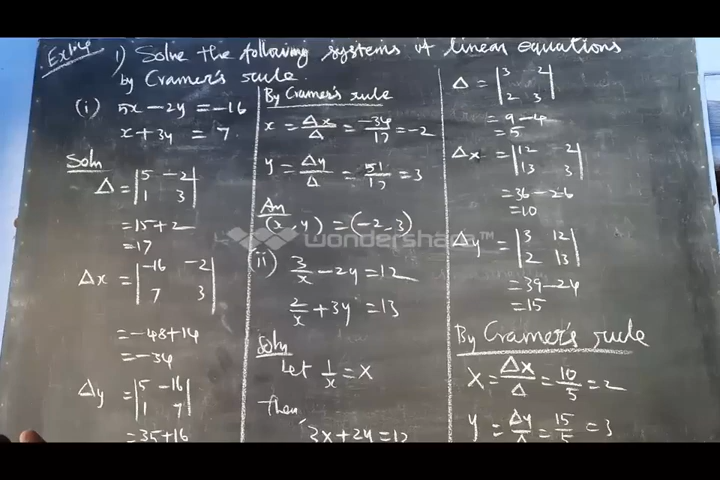 Ex 1.4
1) Solve the following systems of linear equations
by Cramer's rule.
(i) 5x − 2y = −16
x + 3y = 7
Soln
Δ = |5 −2|
|1 3|
= 15 + 2
= 17
Δx = |−16 −2|
|7 3|
= −48 + 14
= −34
Δy = |5 −16|
|1 7|
= 35 + 16
By Cramer's rule
x = Δx/Δ = −34/17 = −2
y = Δy/Δ = 51/17 = 3
Ans
(x, y) = (−2, 3)
(ii) 3/x − 2y = 12
2/x + 3y = 13
Soln
Let 1/x = X
Then
3X + 2y = 12
Δ = |3 2|
|2 3|
= 9 − 4
= 5
Δx = |12 2|
|13 3|
= 36 − 26
= 10
Δy = |3 12|
|2 13|
= 39 − 24
= 15
By Cramer's rule
X = Δx/Δ = 10/5 = 2
y = Δy/Δ = 15/5 = 3
wondershare™